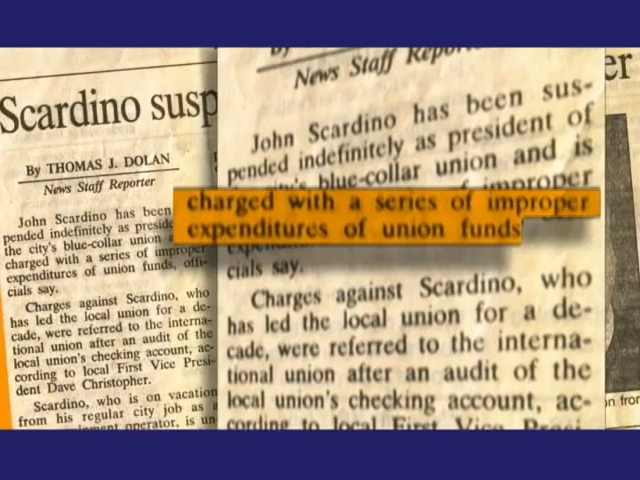 Scardino susp
By THOMAS J. DOLAN
News Staff Reporter
John Scardino has been
pended indefinitely as
the city's blue-collar union
charged with a series of improper
expenditures of union funds, offi-
cials say.
Charges against Scardino, who
has led the local union for a de-
cade, were referred to the interna-
tional union after an audit of the
local union's checking account, ac-
cording to local First Vice Presi-
dent Dave Christopher.
Scardino, who is on vacation
from his regular city job as
operator, is un-
By
News Staff
John Scardino has been sus-
pended indefinitely as president of
blue-collar union and is
improper
charged with a series of improper
expenditures of union funds
cials say.
Charges against Scardino, who
has led the local union for a de-
cade, were referred to the interna-
tional union after an audit of the
local union's checking account, ac-
cording to local First Vice Presi-
er
from